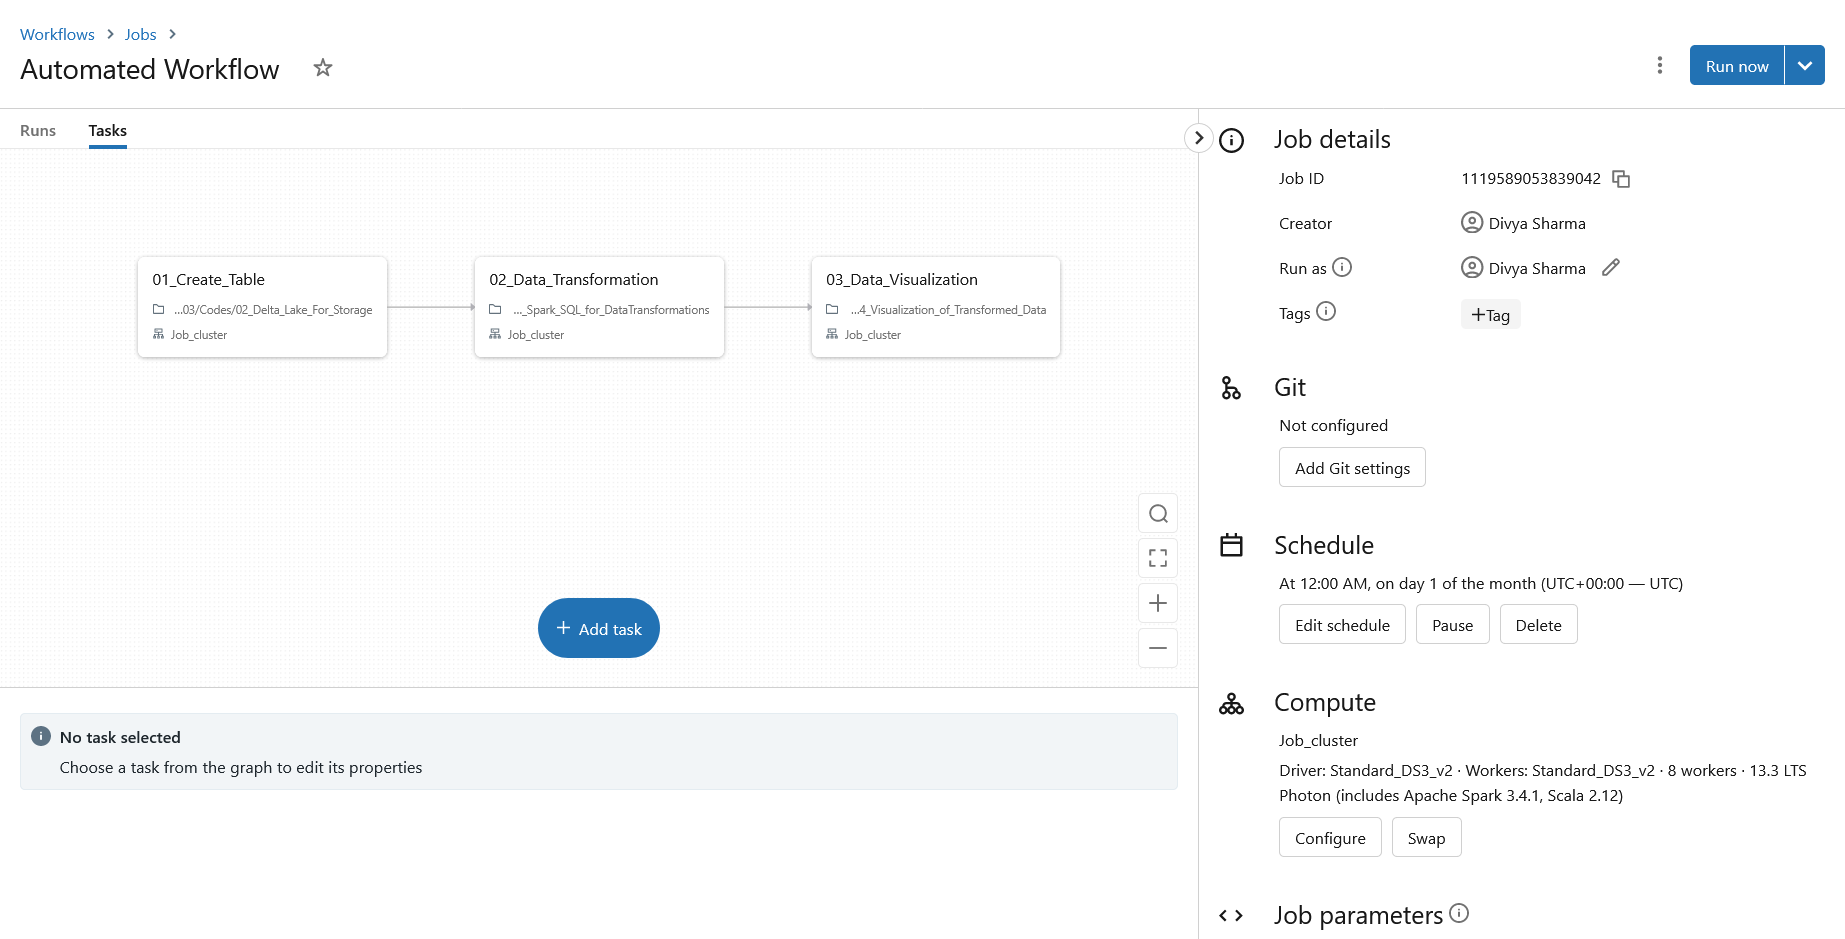 Workflows > Jobs >
Automated Workflow
Run now
Runs Tasks
01_Create_Table
...03/Codes/02_Delta_Lake_For_Storage
Job_cluster
02_Data_Transformation
..._Spark_SQL_for_DataTransformations
Job_cluster
03_Data_Visualization
...4_Visualization_of_Transformed_Data
Job_cluster
+ Add task
No task selected
Choose a task from the graph to edit its properties
Job details
Job ID 1119589053839042
Creator Divya Sharma
Run as Divya Sharma
Tags +Tag
Git
Not configured
Add Git settings
Schedule
At 12:00 AM, on day 1 of the month (UTC+00:00 — UTC)
Edit schedule Pause Delete
Compute
Job_cluster
Driver: Standard_DS3_v2 · Workers: Standard_DS3_v2 · 8 workers · 13.3 LTS
Photon (includes Apache Spark 3.4.1, Scala 2.12)
Configure Swap
Job parameters